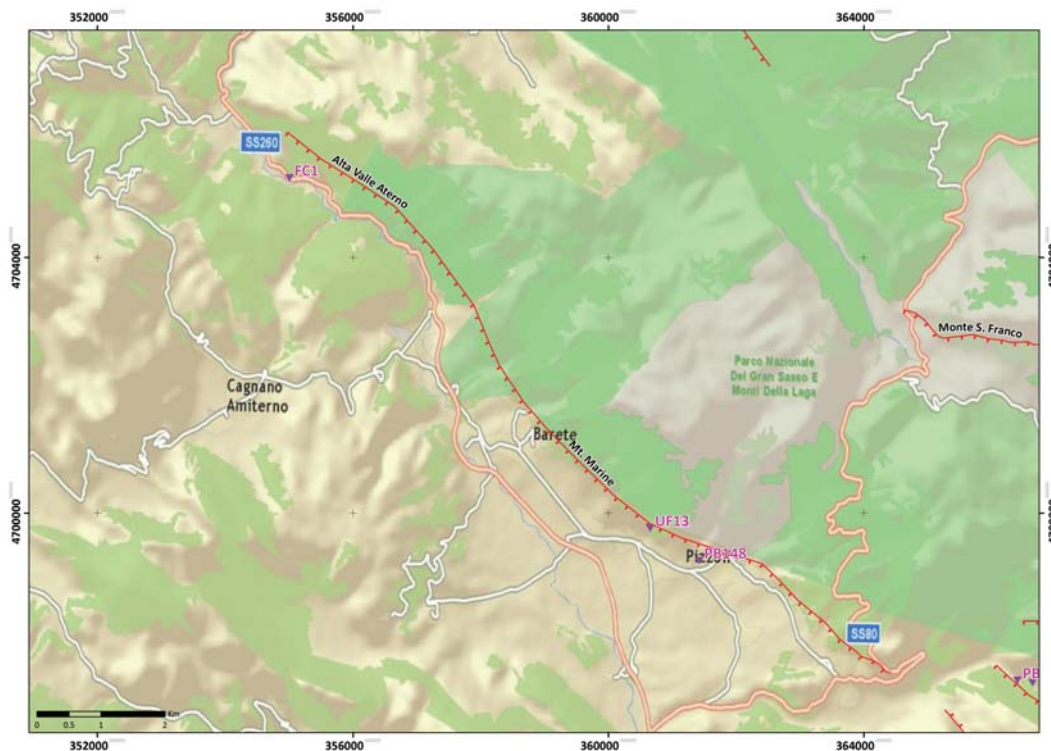 352000 356000 360000 364000
SS260
FC1
Alta Valle Aterno
4704000
Monte S. Franco
Parco Nazionale
Del Gran Sasso E
Monti Della Laga
Cagnano
Amiterno
Barete
Mt. Marine
4700000
UF13
PB148
SS80
PB
0 0.5 1 2 Km
352000 356000 360000 364000